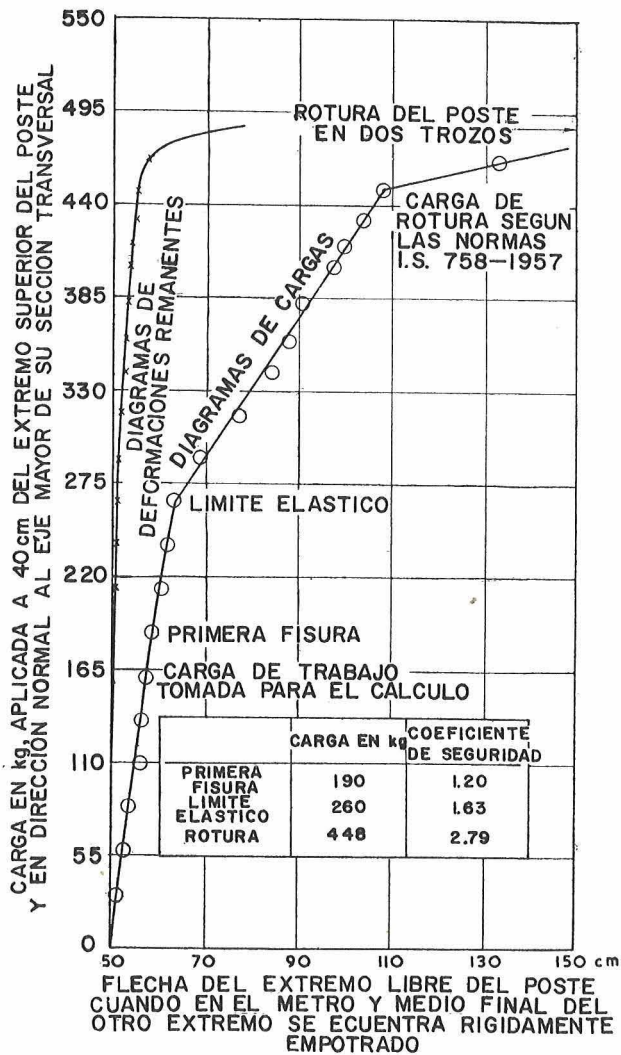 CARGA EN kg, APLICADA A 40cm DEL EXTREMO SUPERIOR DEL POSTE
Y EN DIRECCIÓN NORMAL AL EJE MAYOR DE SU SECCION TRANSVERSAL
550
495
440
385
330
275
220
165
110
55
0
ROTURA DEL POSTE
EN DOS TROZOS
CARGA DE
ROTURA SEGUN
LAS NORMAS
I.S. 758-1957
DIAGRAMAS DE
DEFORMACIONES REMANENTES
DIAGRAMAS DE CARGAS
LIMITE ELASTICO
PRIMERA FISURA
CARGA DE TRABAJO
TOMADA PARA EL CALCULO
CARGA EN kg
COEFICIENTE
DE SEGURIDAD
PRIMERA
FISURA
190
1.20
LIMITE
ELASTICO
260
1.63
ROTURA
448
2.79
50 70 90 110 130 150 cm
FLECHA DEL EXTREMO LIBRE DEL POSTE
CUANDO EN EL METRO Y MEDIO FINAL DEL
OTRO EXTREMO SE ECUENTRA RIGIDAMENTE
EMPOTRADO